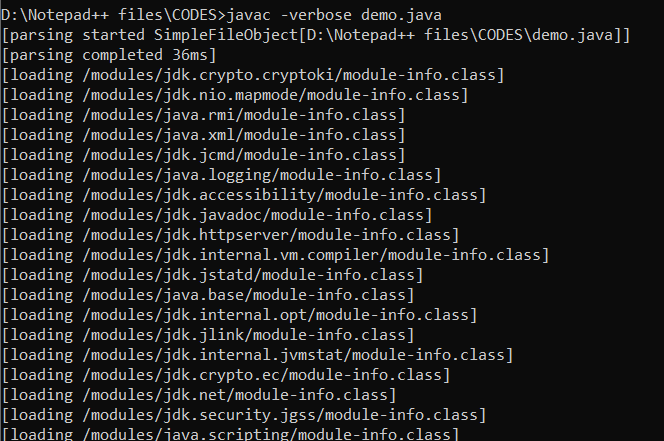 D:\Notepad++ files\CODES>javac -verbose demo.java
[parsing started SimpleFileObject[D:\Notepad++ files\CODES\demo.java]]
[parsing completed 36ms]
[loading /modules/jdk.crypto.cryptoki/module-info.class]
[loading /modules/jdk.nio.mapmode/module-info.class]
[loading /modules/java.rmi/module-info.class]
[loading /modules/java.xml/module-info.class]
[loading /modules/jdk.jcmd/module-info.class]
[loading /modules/java.logging/module-info.class]
[loading /modules/jdk.accessibility/module-info.class]
[loading /modules/jdk.javadoc/module-info.class]
[loading /modules/jdk.httpserver/module-info.class]
[loading /modules/jdk.internal.vm.compiler/module-info.class]
[loading /modules/jdk.jstatd/module-info.class]
[loading /modules/java.base/module-info.class]
[loading /modules/jdk.internal.opt/module-info.class]
[loading /modules/jdk.jlink/module-info.class]
[loading /modules/jdk.internal.jvmstat/module-info.class]
[loading /modules/jdk.crypto.ec/module-info.class]
[loading /modules/jdk.net/module-info.class]
[loading /modules/jdk.security.jgss/module-info.class]
[loading /modules/java.scripting/module-info.class]